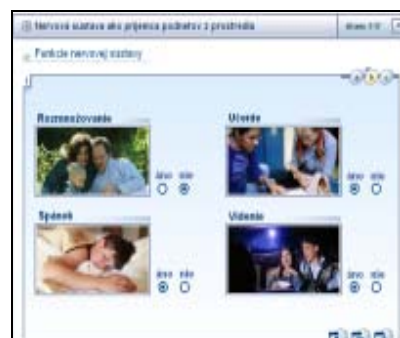 Nervová sústava ako príjemca podnetov z prostredia
Funkcie nervovej sústavy
Rozmnožovanie
áno nie
Učenie
áno nie
Spánok
áno nie
Videnie
áno nie